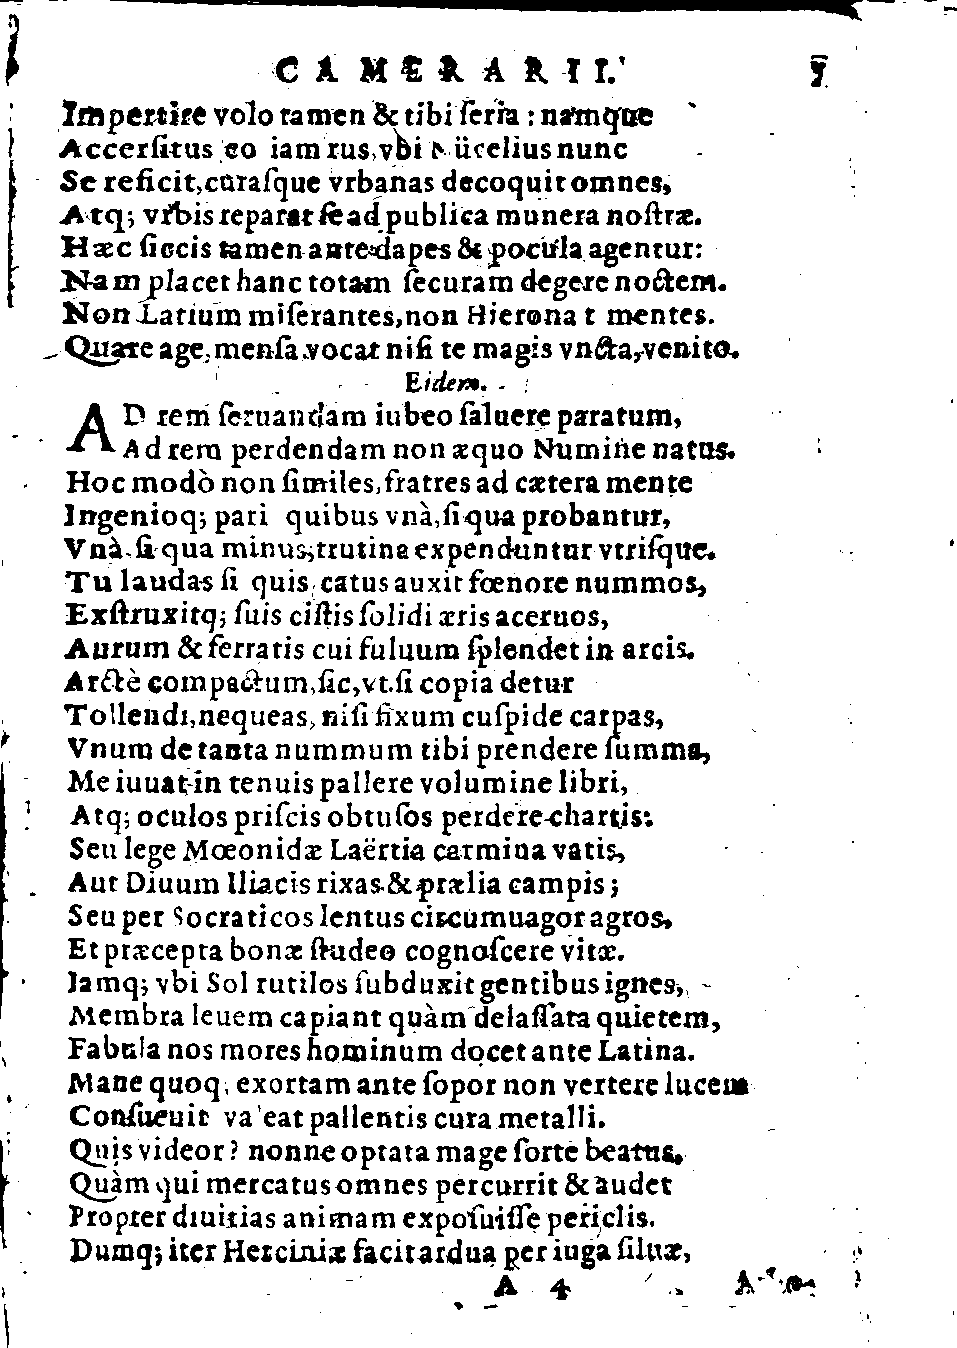 CAMERARII. 7
Impertire volo tamen & tibi ſeria : namque
Accerſitus eo iam rus, vbi Mücelius nunc
Se reficit, curaſque vrbanas decoquit omnes,
Atq; vrbis reparat ſe ad publica munera noſtræ.
Hæc ſiccis tamen ante dapes & pocula agentur:
Nam placet hanc totam ſecuram degere noctem.
Non Latium miſerantes, non Hierona t mentes.
Quare age, menſa vocat niſi te magis vncta, venito.
Eidem.
AD rem ſeruandam iubeo ſaluere paratum,
Ad rem perdendam non æquo Numine natus.
Hoc modò non ſimiles, fratres ad cætera mente
Ingenioq; pari quibus vnà, ſi qua probantur,
Vnà ſi qua minus, trutina expenduntur vtriſque.
Tu laudas ſi quis catus auxit fœnore nummos,
Exſtruxitq; ſuis ciſtis ſolidi æris aceruos,
Aurum & ferratis cui fuluum ſplendet in arcis.
Arctè compactum, ſic, vt ſi copia detur
Tollendi, nequeas, niſi fixum cuſpide carpas,
Vnum de tanta nummum tibi prendere ſumma,
Me iuuat in tenuis pallere volumine libri,
Atq; oculos priſcis obtuſos perdere chartis:
Seu lege Mœonidæ Laërtia carmina vatis,
Aut Diuum Iliacis rixas & prælia campis;
Seu per Socraticos lentus circumuagor agros,
Et præcepta bonæ ſtudeo cognoſcere vitæ.
Iamq; vbi Sol rutilos ſubduxit gentibus ignes,
Membra leuem capiant quàm delaſſata quietem,
Fabula nos mores hominum docet ante Latina.
Mane quoq; exortam ante ſopor non vertere lucem
Conſueuit va eat pallentis cura metalli.
Quis videor? nonne optata mage ſorte beatus.
Quàm qui mercatus omnes percurrit & audet
Propter diuitias animam expoſuiſſe periclis.
Dumq; iter Herciniæ facit ardua per iuga ſiluæ,
A 4